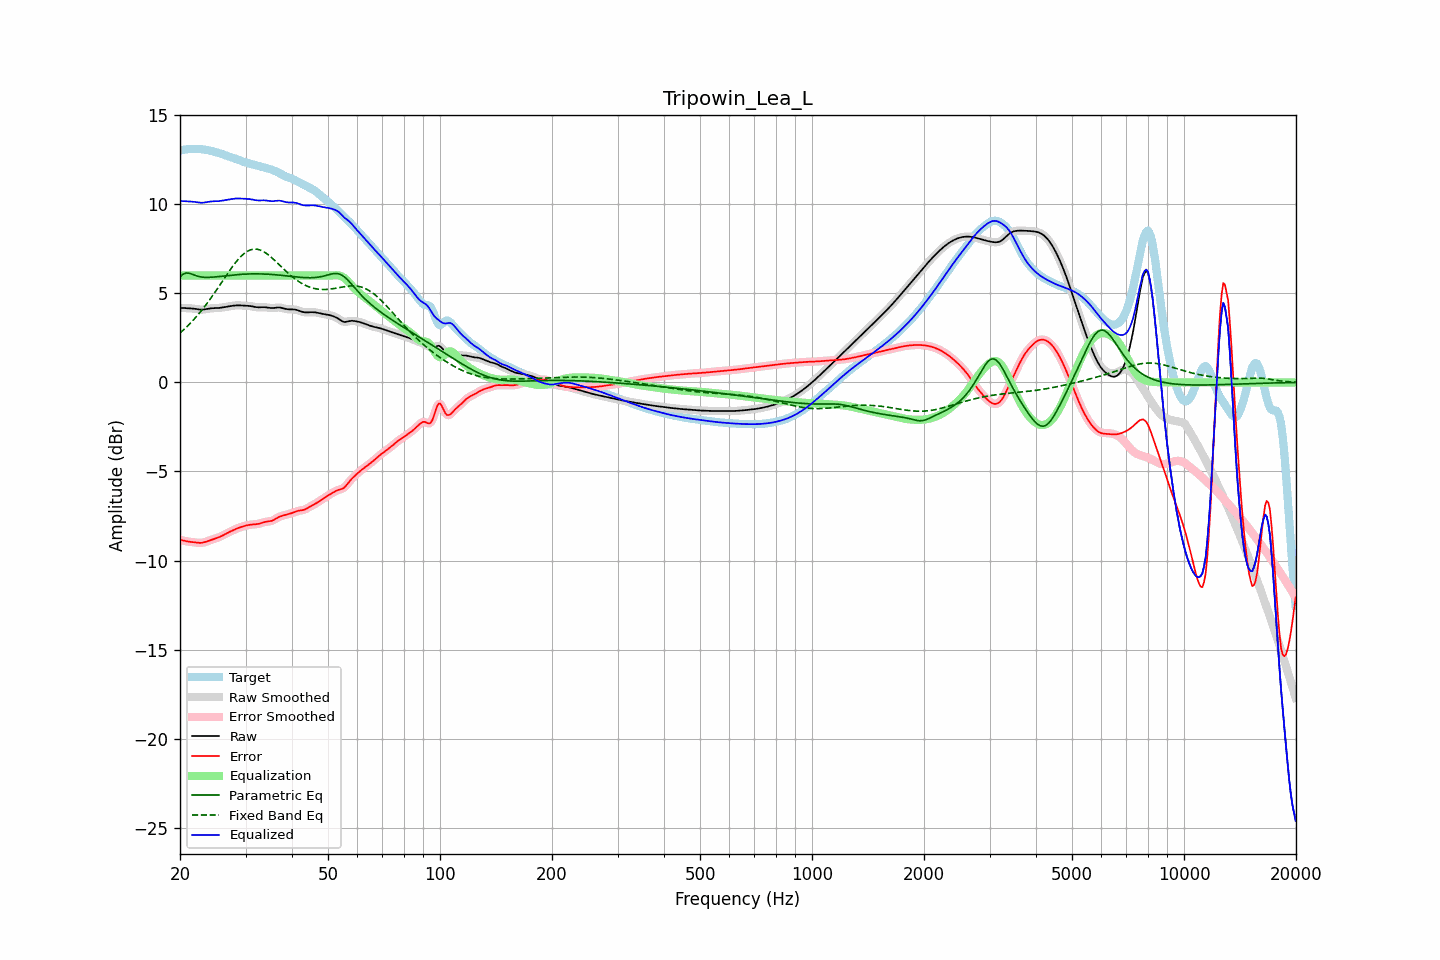 Tripowin_Lea_L
15
10
5
0
−5
−10
−15
−20
−25
Amplitude (dBr)
Target
Raw Smoothed
Error Smoothed
Raw
Error
Equalization
Parametric Eq
Fixed Band Eq
Equalized
20 50 100 200 500 1000 2000 5000 10000 20000
Frequency (Hz)